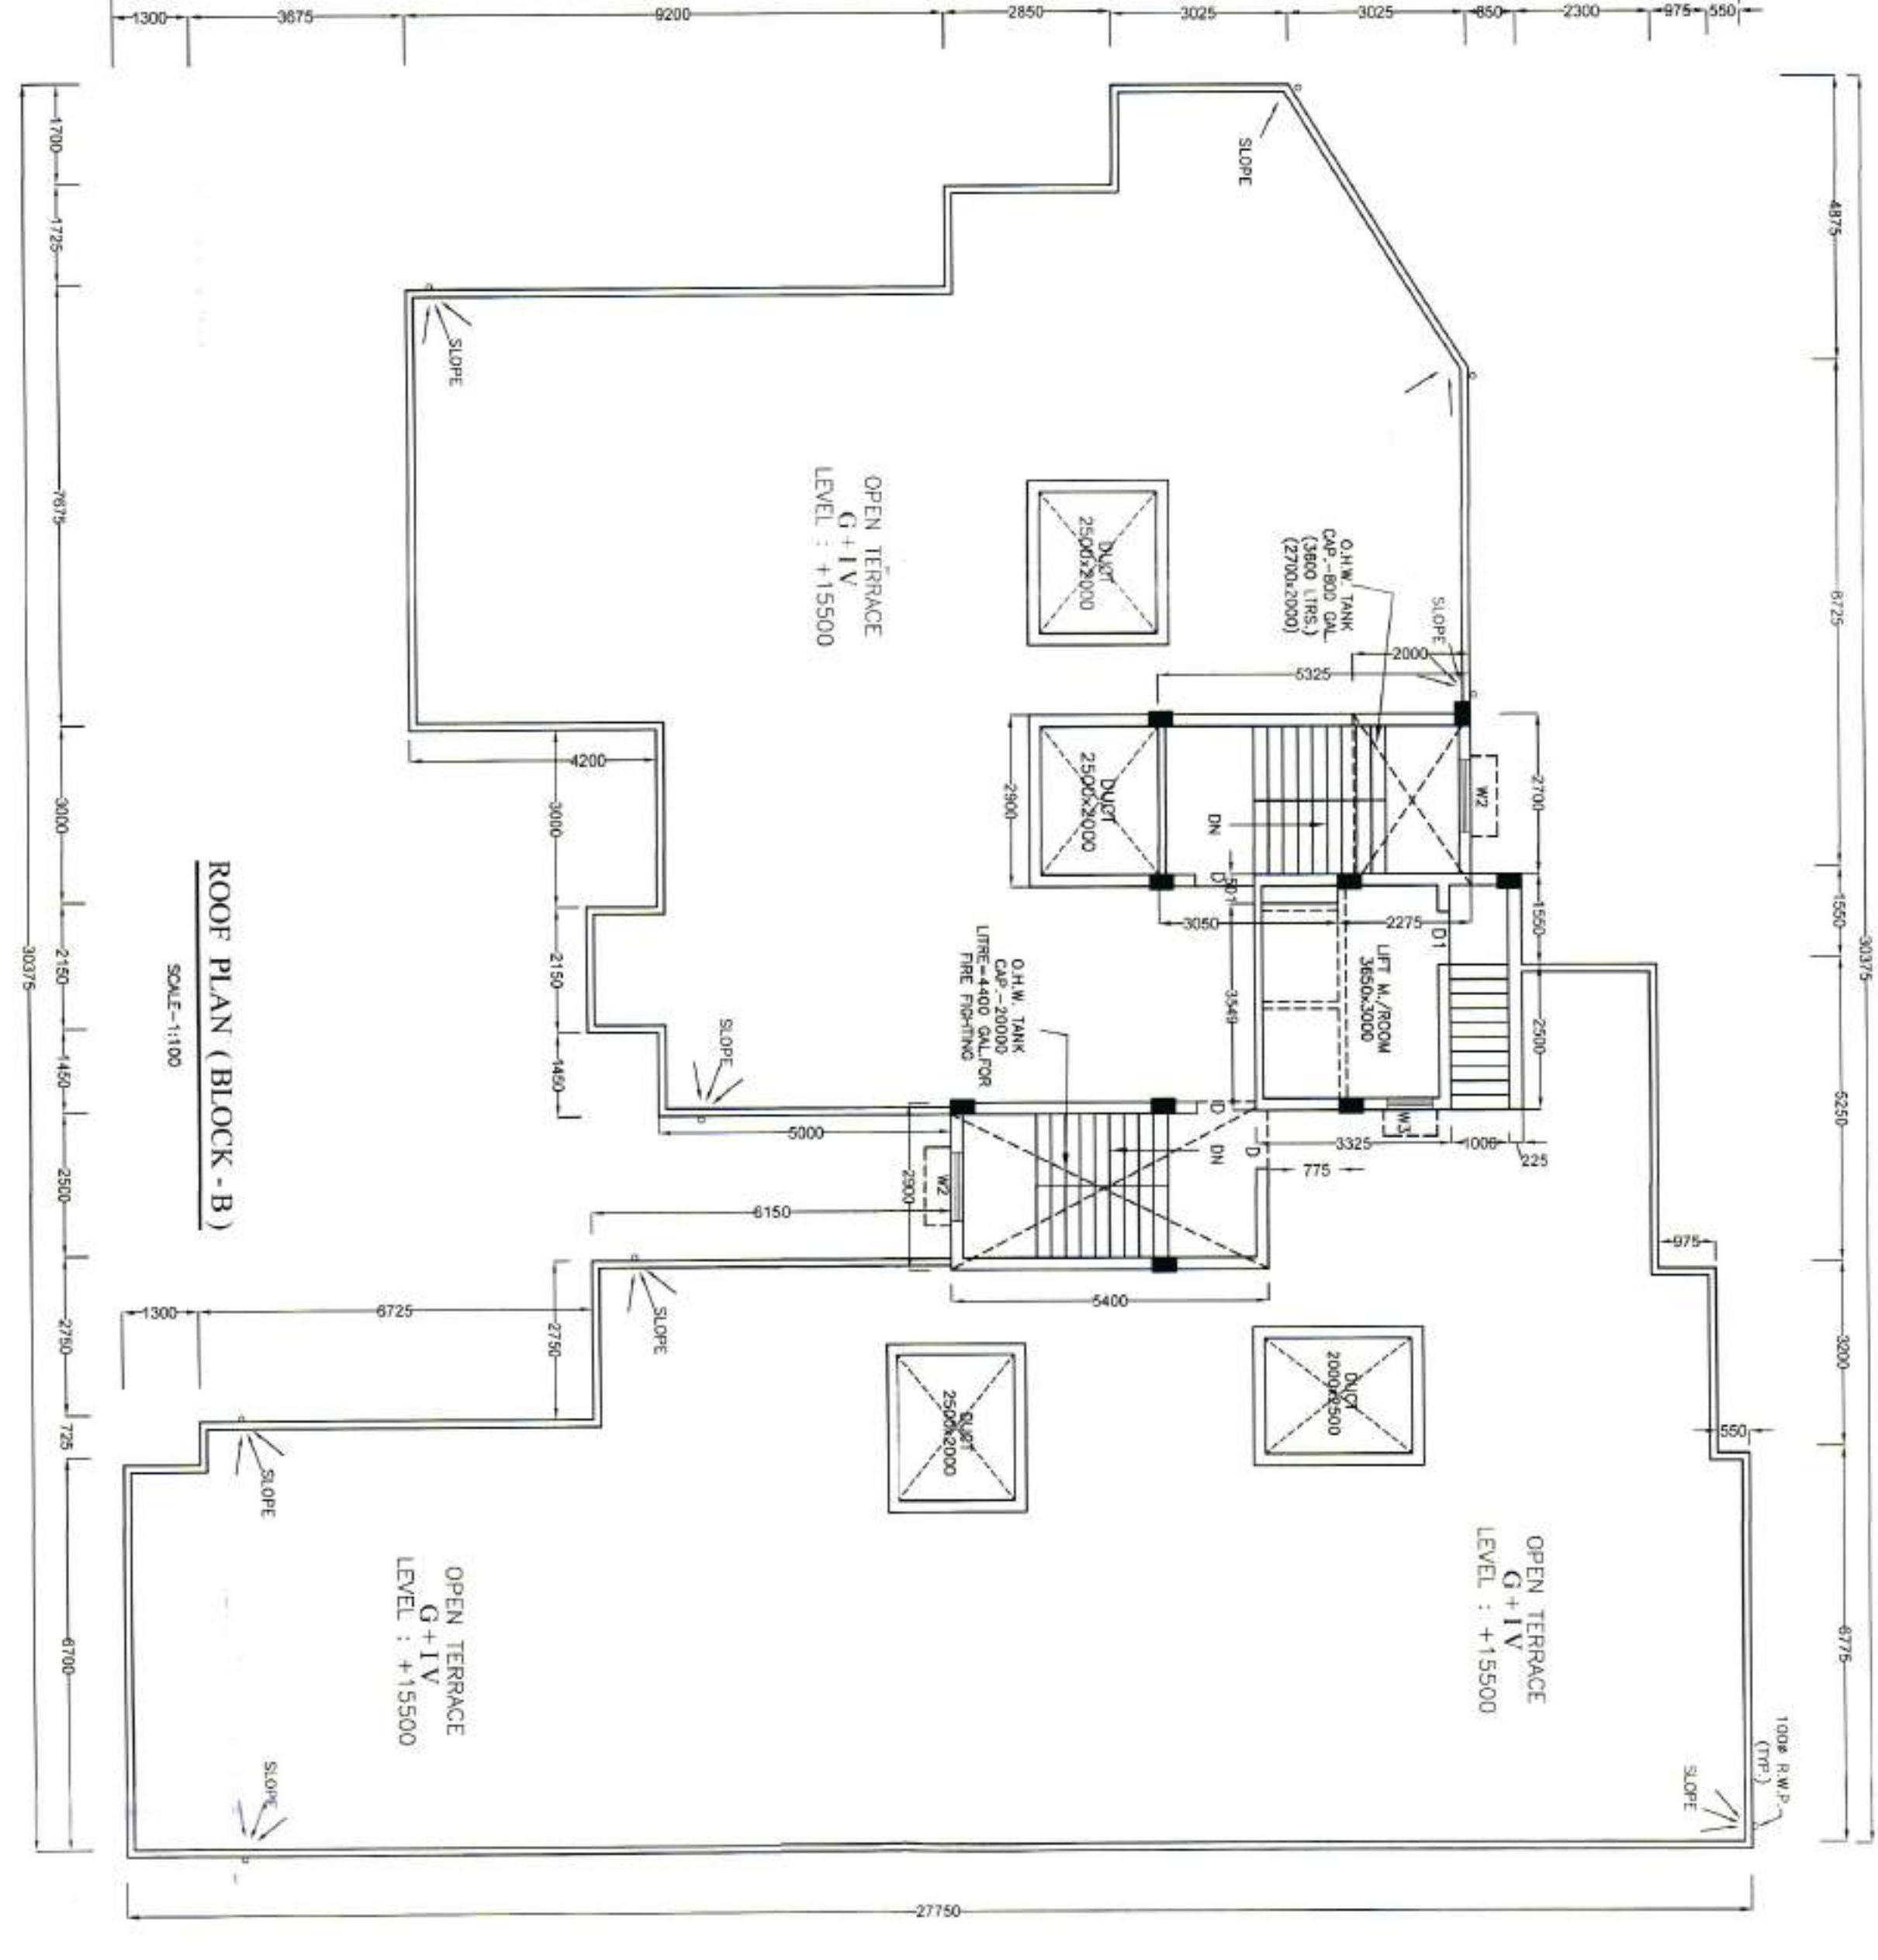 1300
3675
9200
2850
3025
3025
850
2300
975
550
30375
1700
1725
7675
3000
2150
1450
2500
2750
725
6700
30375
4875
6725
1550
5250
3200
6775
SLOPE
SLOPE
OPEN TERRACE
G+IV
LEVEL : +15500
DUCT
2500x2000
O.H.W. TANK
CAP.-800 GAL.
(3600 LTRS.)
(2700x2000)
SLOPE
2000
5325
4200
3000
2150
1450
2900
DUCT
2500x2000
DN
D
W2
2700
1550
2500
501
3050
2275
D1
LIFT M./ROOM
3650x3000
3549
O.H.W. TANK
CAP.-20000
LITRE=4400 GAL.FOR
FIRE FIGHTING
SLOPE
5000
D
DN
D
W3
3325
1000
225
775
W2
2900
6150
5400
975
550
ROOF PLAN ( BLOCK - B )
SCALE-1:100
1300
6725
2750
SLOPE
SLOPE
DUCT
2500x2000
DUCT
2000x2500
OPEN TERRACE
G+IV
LEVEL : +15500
OPEN TERRACE
G+IV
LEVEL : +15500
SLOPE
SLOPE
100ø R.W.P.
(TYP.)
27750